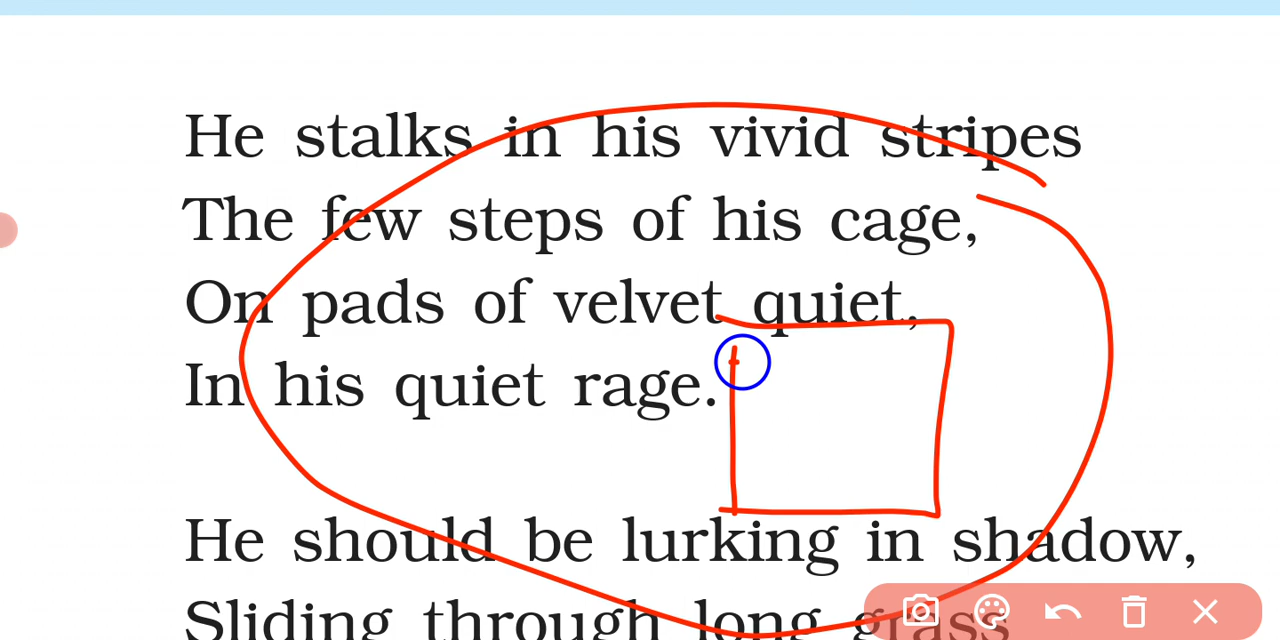 He stalks in his vivid stripes
The few steps of his cage,
On pads of velvet quiet,
In his quiet rage.
He should be lurking in shadow,
Sliding through long grass